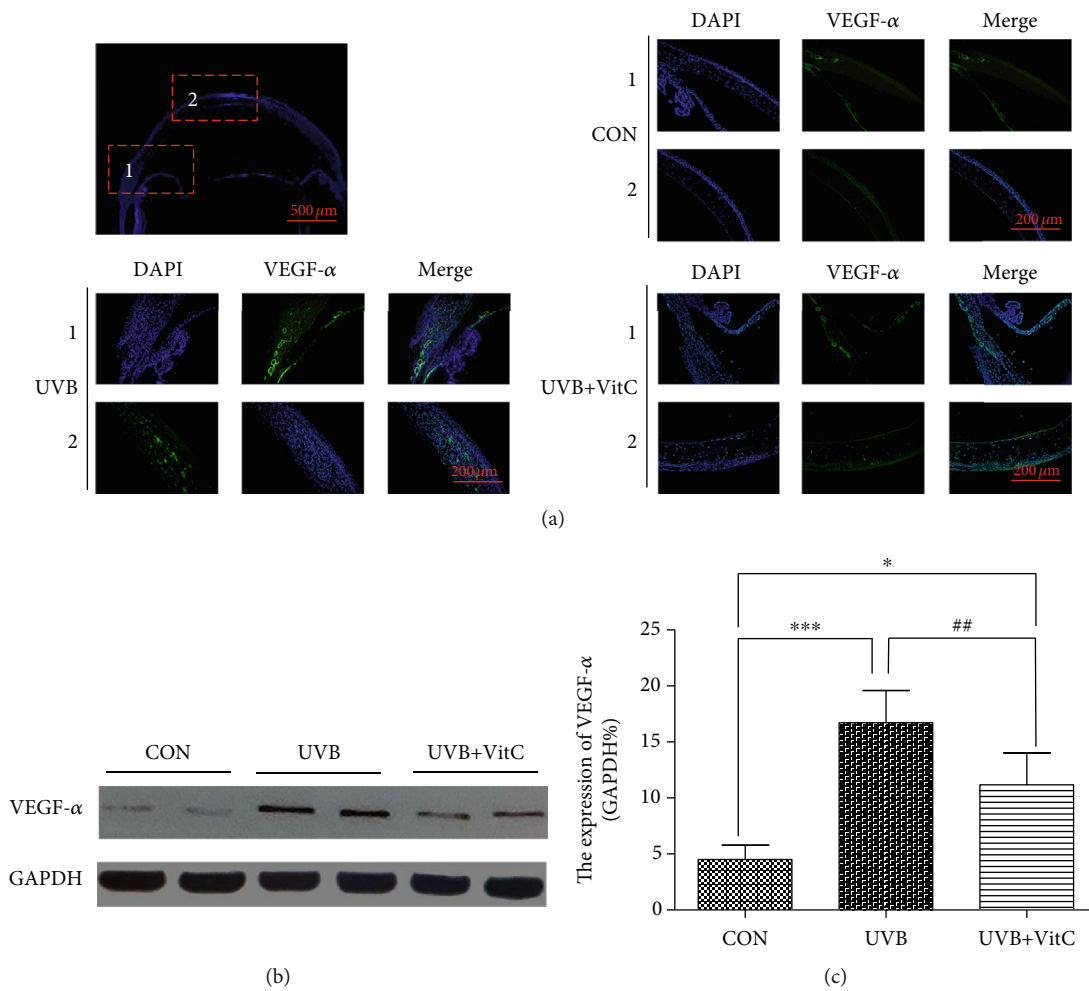 2
1
500 μm
DAPI VEGF-α Merge
1
UVB
2
200 μm
DAPI VEGF-α Merge
1
CON
2
200 μm
DAPI VEGF-α Merge
1
UVB+VitC
2
200 μm
(a)
CON UVB UVB+VitC
VEGF-α
GAPDH
(b)
The expression of VEGF-α
(GAPDH%)
25
20
15
10
5
0
*
*** ##
CON UVB UVB+VitC
(c)